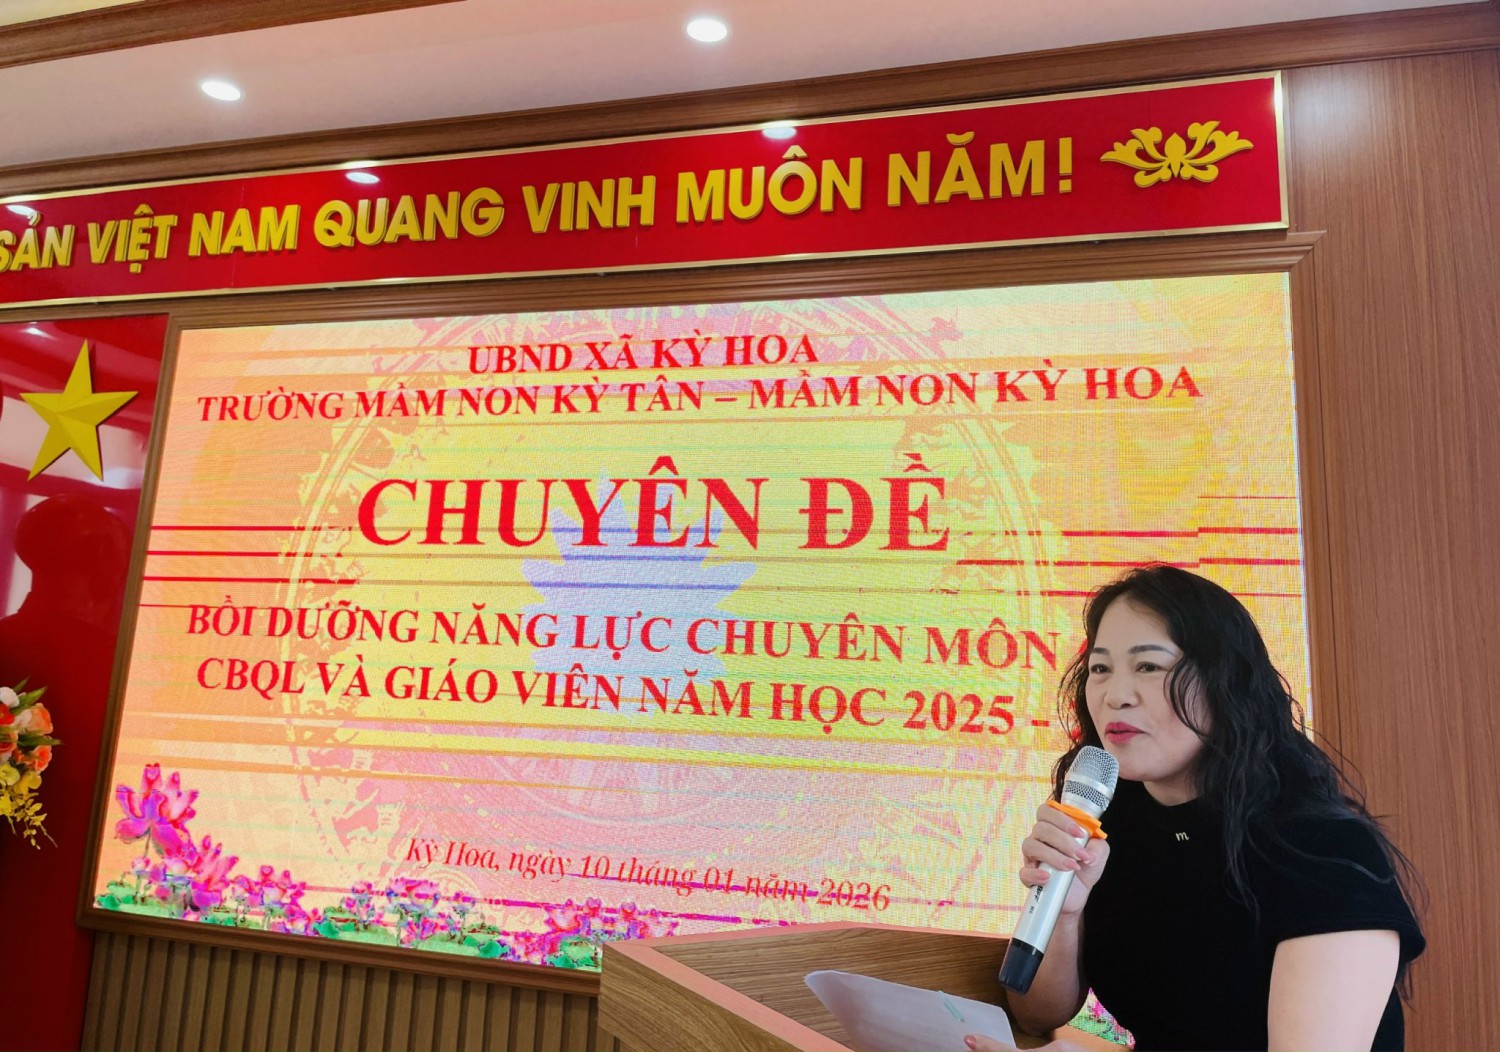 SẢN VIỆT NAM QUANG VINH MUÔN NĂM!
UBND XÃ KỲ HOA
TRƯỜNG MẦM NON KỲ TÂN – MẦM NON KỲ HOA
CHUYÊN ĐỀ
BỒI DƯỠNG NĂNG LỰC CHUYÊN MÔN
CBQL VÀ GIÁO VIÊN NĂM HỌC 2025 -
Kỳ Hoa, ngày 10 tháng 01 năm 2026
m